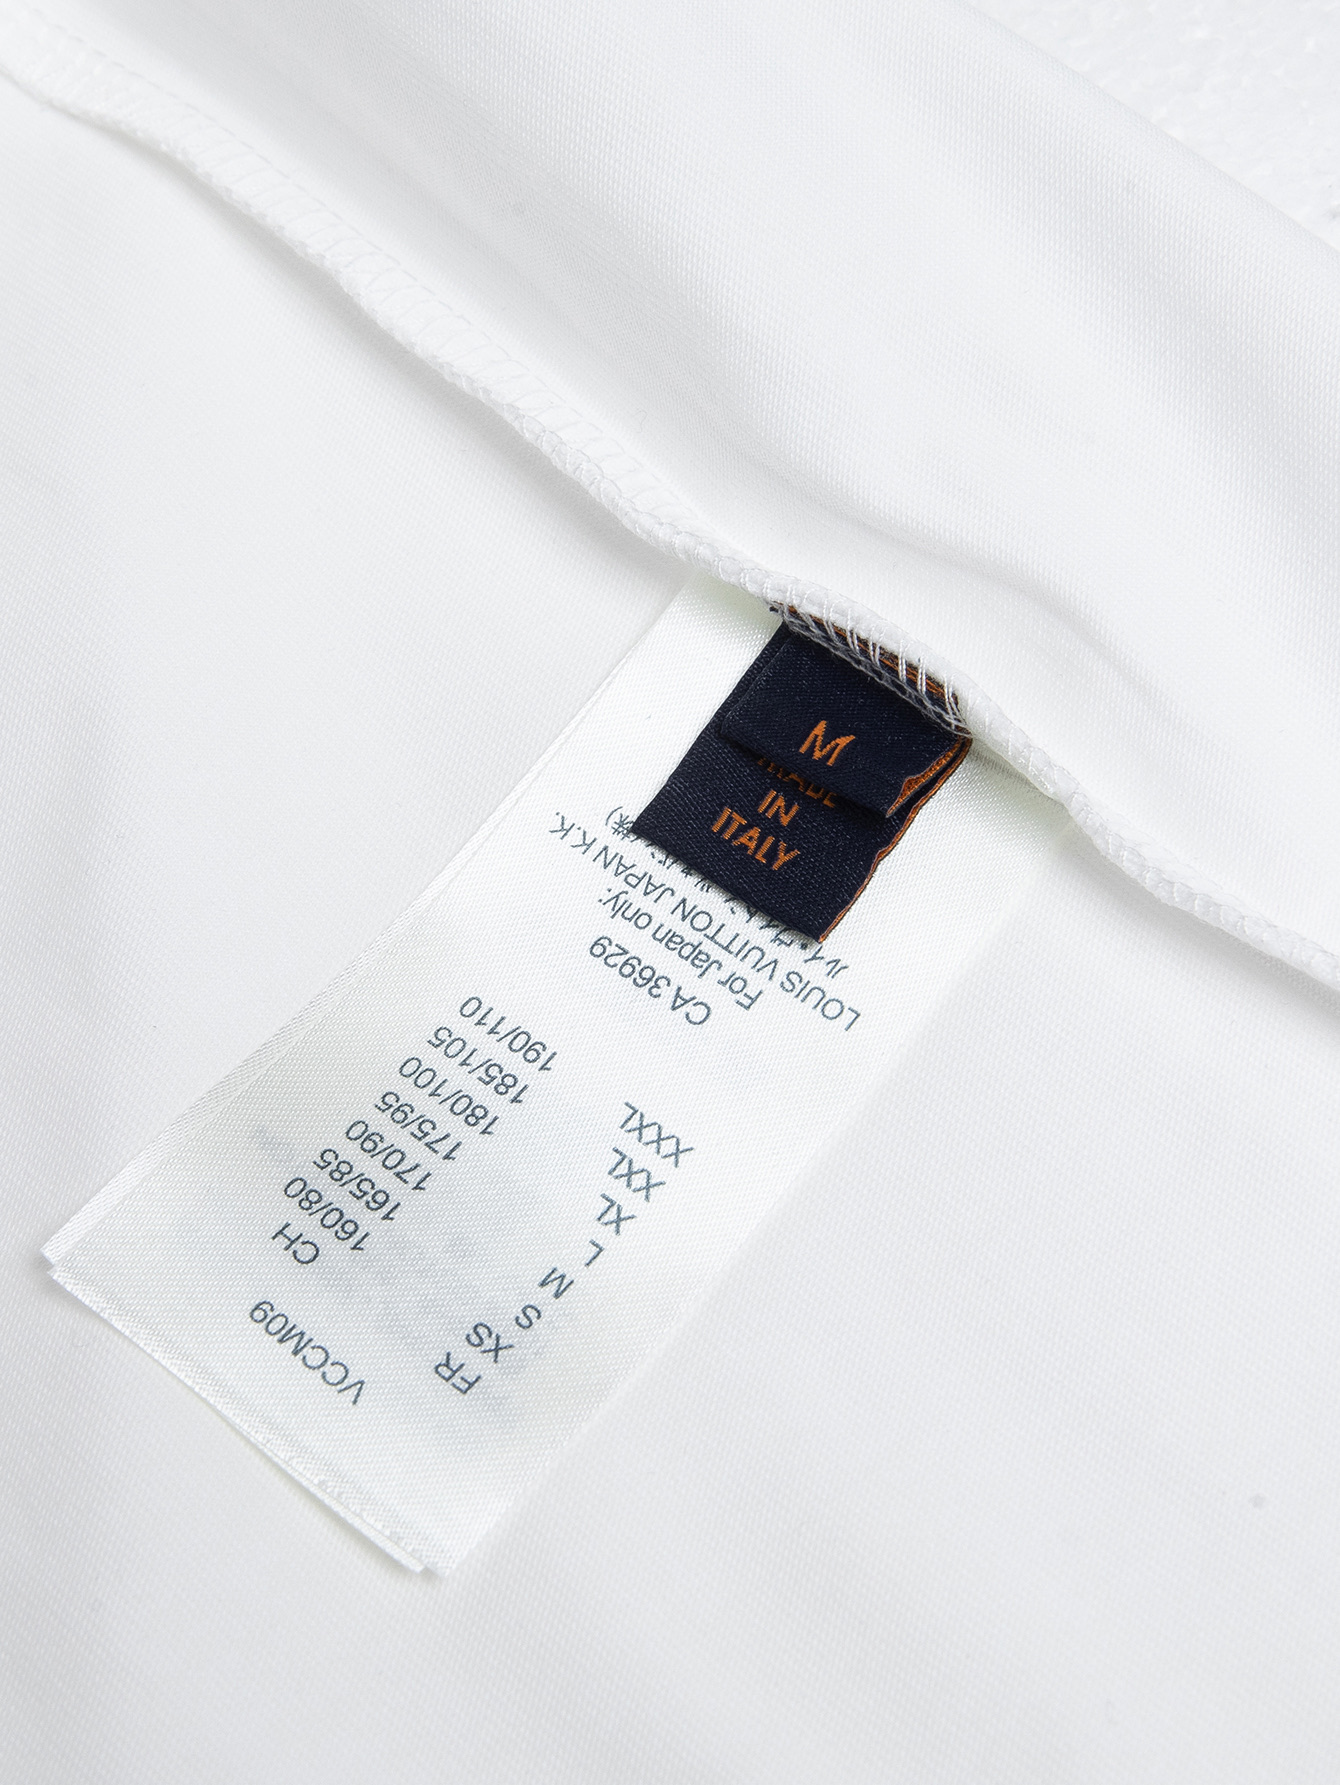 M
MADE
IN
ITALY
VCCM09
FR CH
XS 160/80
S 165/85
M 170/90
L 175/95
XL 180/100
XXL 185/105
XXXL 190/110
CA 36929
For Japan only:
LOUIS VUITTON JAPAN K.K.